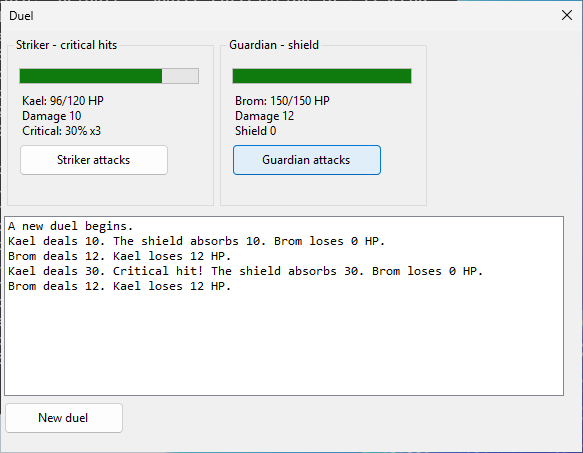 Duel
Striker - critical hits
Kael: 96/120 HP
Damage 10
Critical: 30% x3
Striker attacks
Guardian - shield
Brom: 150/150 HP
Damage 12
Shield 0
Guardian attacks
A new duel begins.
Kael deals 10. The shield absorbs 10. Brom loses 0 HP.
Brom deals 12. Kael loses 12 HP.
Kael deals 30. Critical hit! The shield absorbs 30. Brom loses 0 HP.
Brom deals 12. Kael loses 12 HP.
New duel